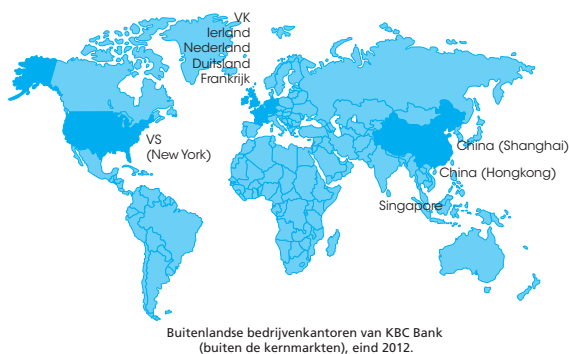 VK
Ierland
Nederland
Duitsland
Frankrijk
VS
(New York)
China (Shanghai)
China (Hongkong)
Singapore
Buitenlandse bedrijvenkantoren van KBC Bank
(buiten de kernmarkten), eind 2012.